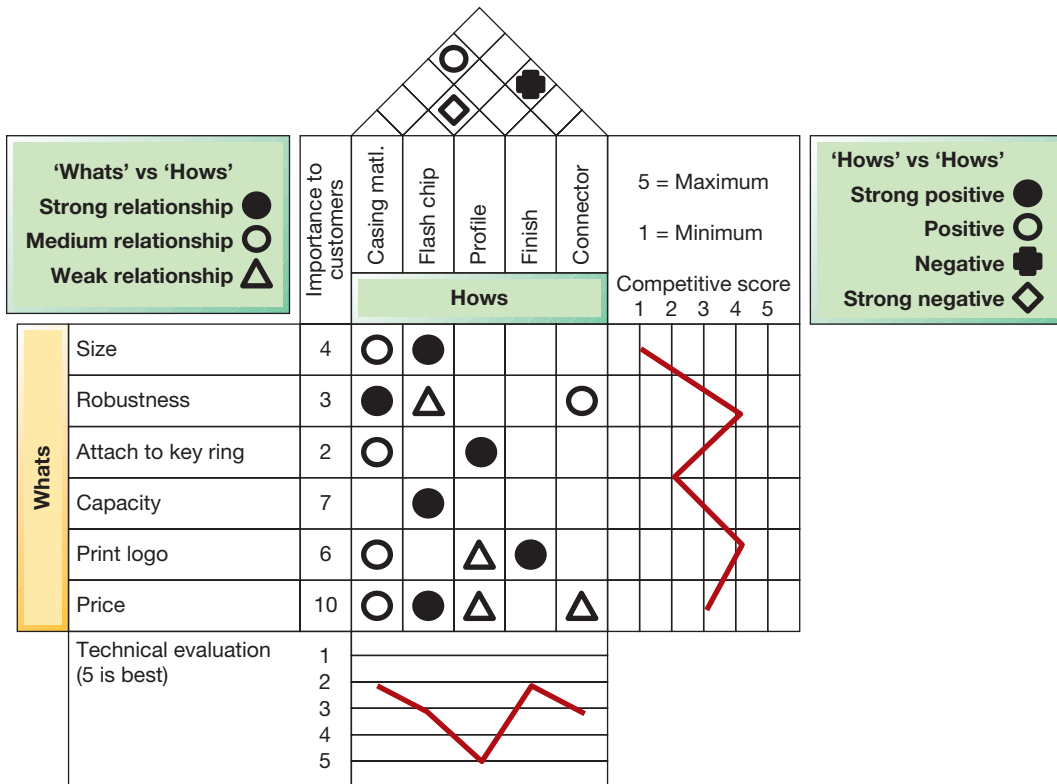 ‘Whats’ vs ‘Hows’
Strong relationship
Medium relationship
Weak relationship
Importance to
customers
Casing matl.
Flash chip
Profile
Finish
Connector
Hows
5 = Maximum
1 = Minimum
Competitive score
1 2 3 4 5
‘Hows’ vs ‘Hows’
Strong positive
Positive
Negative
Strong negative
Whats
Size 4
Robustness 3
Attach to key ring 2
Capacity 7
Print logo 6
Price 10
Technical evaluation
(5 is best)
1
2
3
4
5